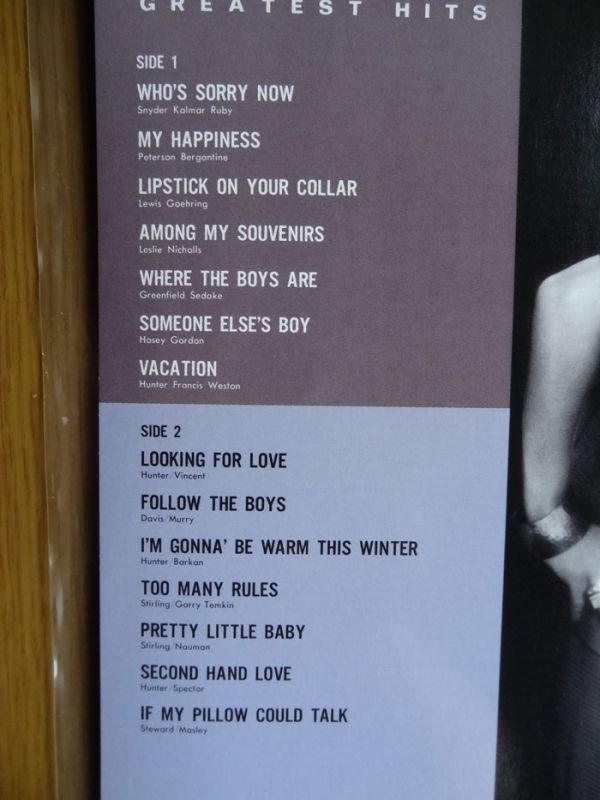 GREATEST HITS
SIDE 1
WHO'S SORRY NOW
Snyder Kalmar Ruby
MY HAPPINESS
Peterson Bergantine
LIPSTICK ON YOUR COLLAR
Lewis Goehring
AMONG MY SOUVENIRS
Leslie Nicholls
WHERE THE BOYS ARE
Greenfield Sedake
SOMEONE ELSE'S BOY
Hosey Gordon
VACATION
Hunter Francis Weston
SIDE 2
LOOKING FOR LOVE
Hunter/Vincent
FOLLOW THE BOYS
Davis/Murry
I'M GONNA' BE WARM THIS WINTER
Hunter/Barkan
TOO MANY RULES
Stirling/Garry Temkin
PRETTY LITTLE BABY
Stirling/Nauman
SECOND HAND LOVE
Hunter/Spector
IF MY PILLOW COULD TALK
Steward/Mosley